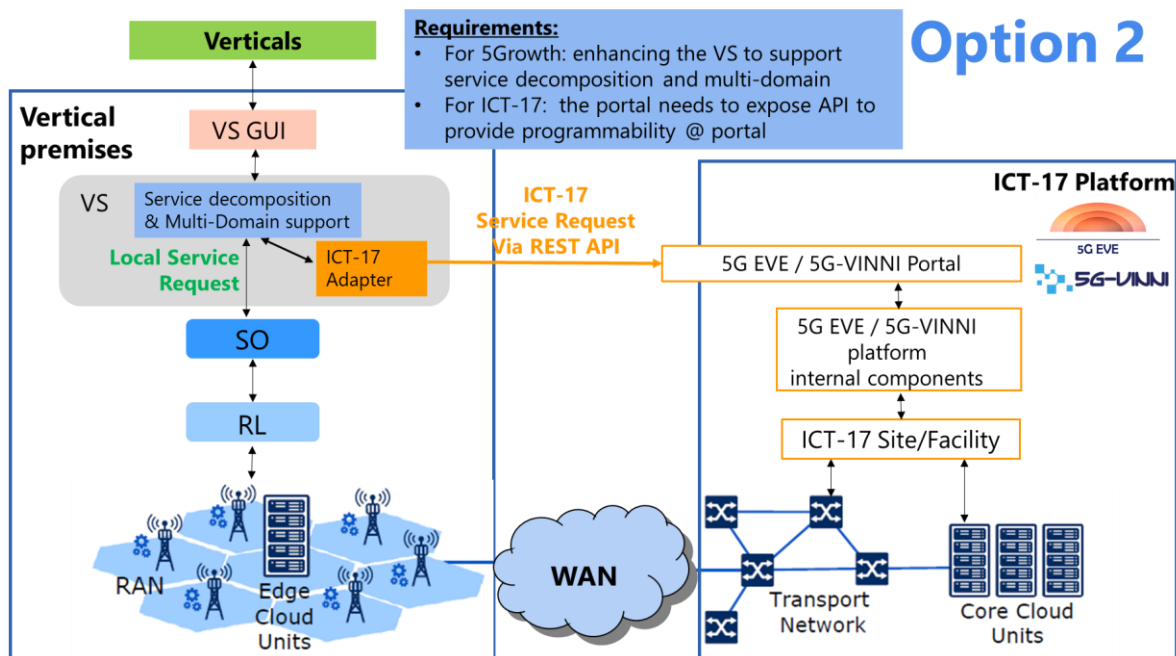 Option 2
Requirements:
• For 5Growth: enhancing the VS to support
service decomposition and multi-domain
• For ICT-17: the portal needs to expose API to
provide programmability @ portal
Verticals
Vertical
premises
VS GUI
VS
Service decomposition
& Multi-Domain support
Local Service
Request
ICT-17
Adapter
ICT-17
Service Request
Via REST API
SO
RL
RAN
Edge
Cloud
Units
WAN
ICT-17 Platform
5G EVE
5G-VINNI
5G EVE / 5G-VINNI Portal
5G EVE / 5G-VINNI
platform
internal components
ICT-17 Site/Facility
Transport
Network
Core Cloud
Units